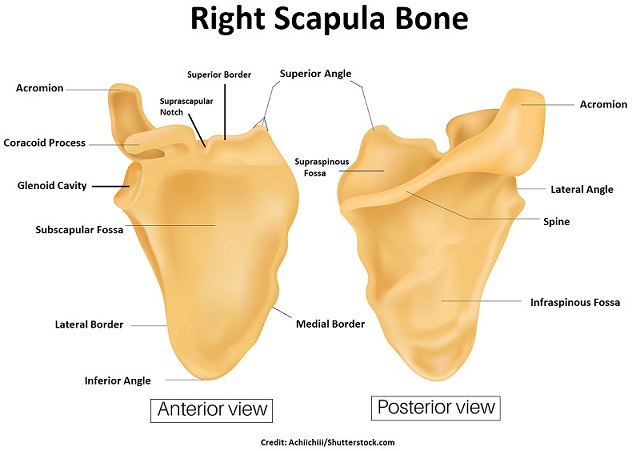 Right Scapula Bone
Superior Border
Superior Angle
Acromion
Suprascapular
Notch
Acromion
Coracoid Process
Supraspinous
Fossa
Glenoid Cavity
Lateral Angle
Subscapular Fossa
Spine
Infraspinous Fossa
Lateral Border
Medial Border
Inferior Angle
Anterior view
Posterior view
Credit: Achiichiii/Shutterstock.com